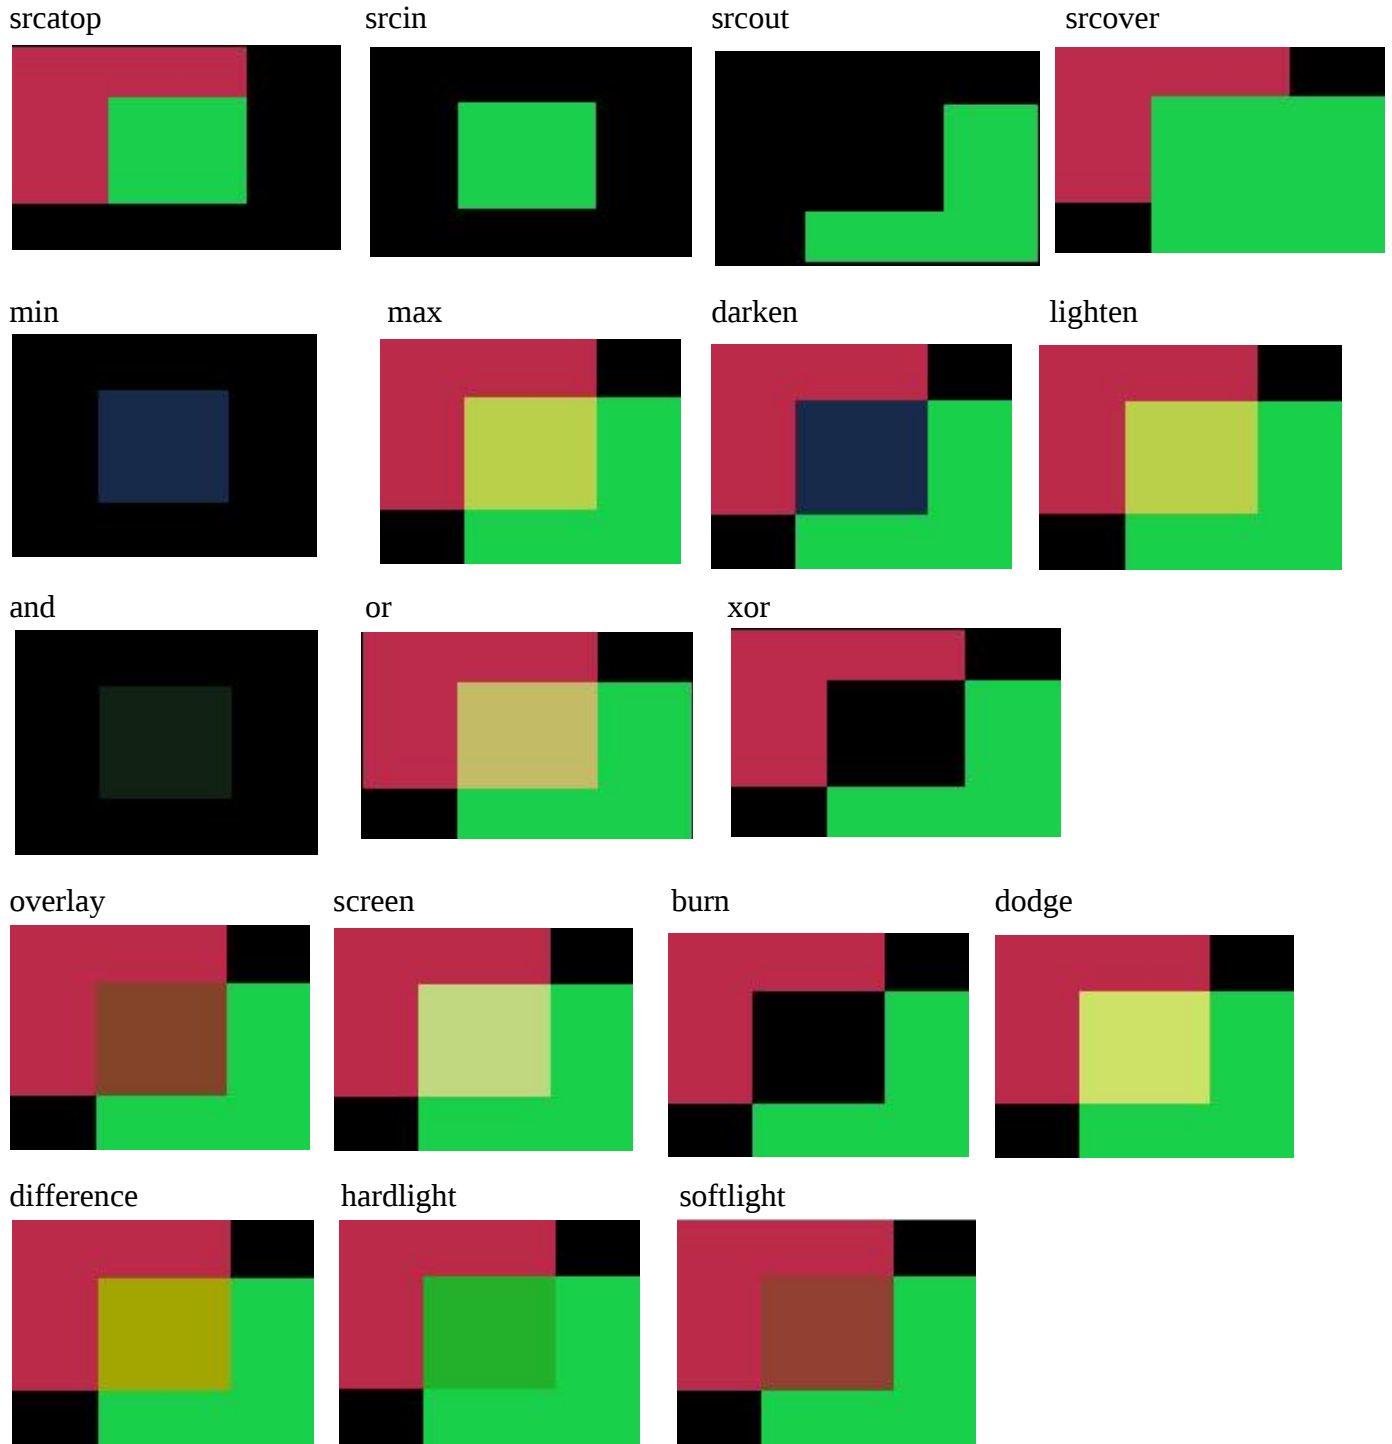 srcatop srcin srcout srcover
min max darken lighten
and or xor
overlay screen burn dodge
difference hardlight softlight